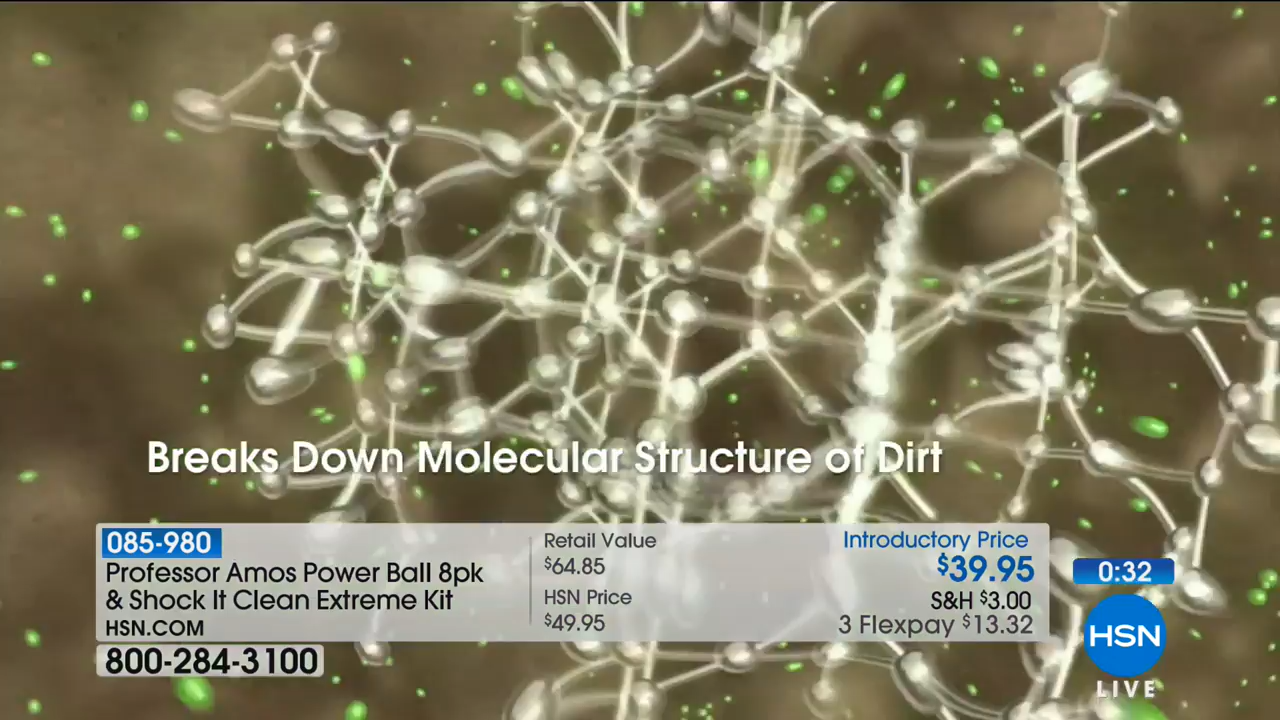 Breaks Down Molecular Structure of Dirt
085-980
Professor Amos Power Ball 8pk
& Shock It Clean Extreme Kit
HSN.COM
800-284-3100
Retail Value
$64.85
HSN Price
$49.95
Introductory Price
$39.95
S&H $3.00
3 Flexpay $13.32
0:32
HSN
LIVE